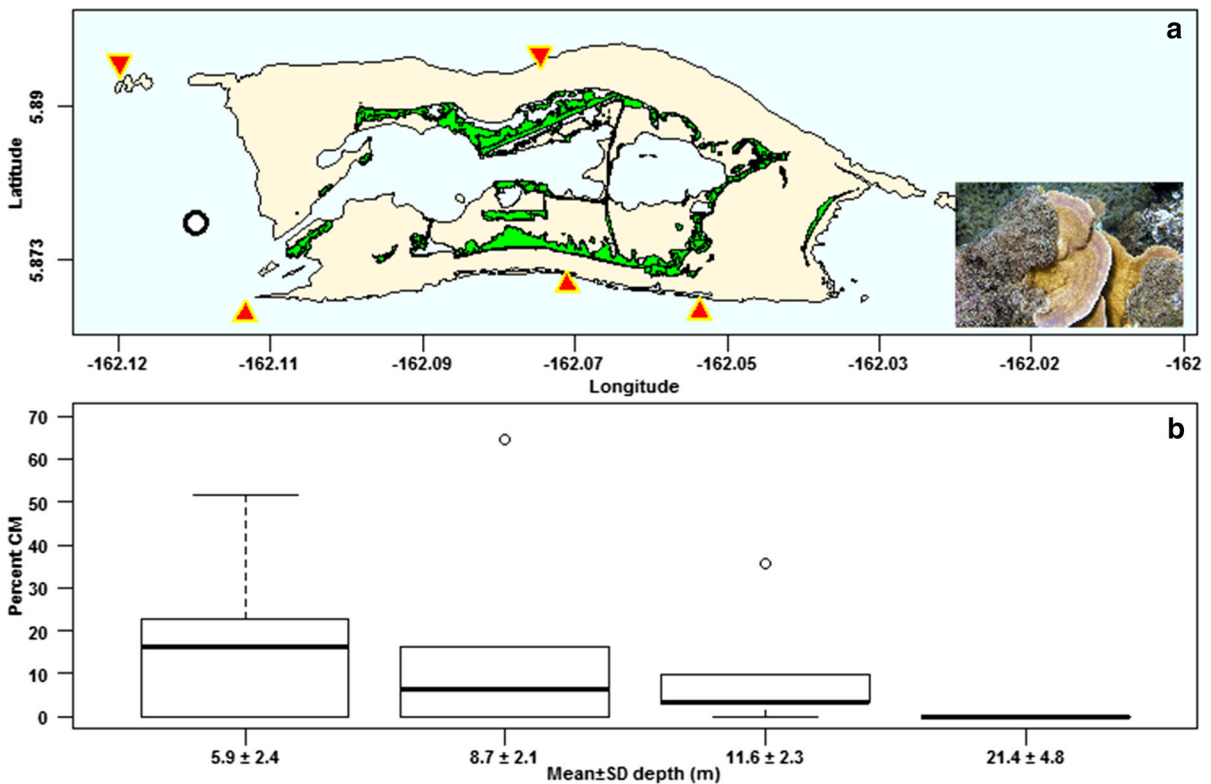 a
5.89
5.873
Latitude
-162.12 -162.11 -162.09 -162.07 -162.05 -162.03 -162.02 -162
Longitude
b
70
60
50
40
30
20
10
0
Percent CM
5.9 ± 2.4 8.7 ± 2.1 11.6 ± 2.3 21.4 ± 4.8
Mean±SD depth (m)